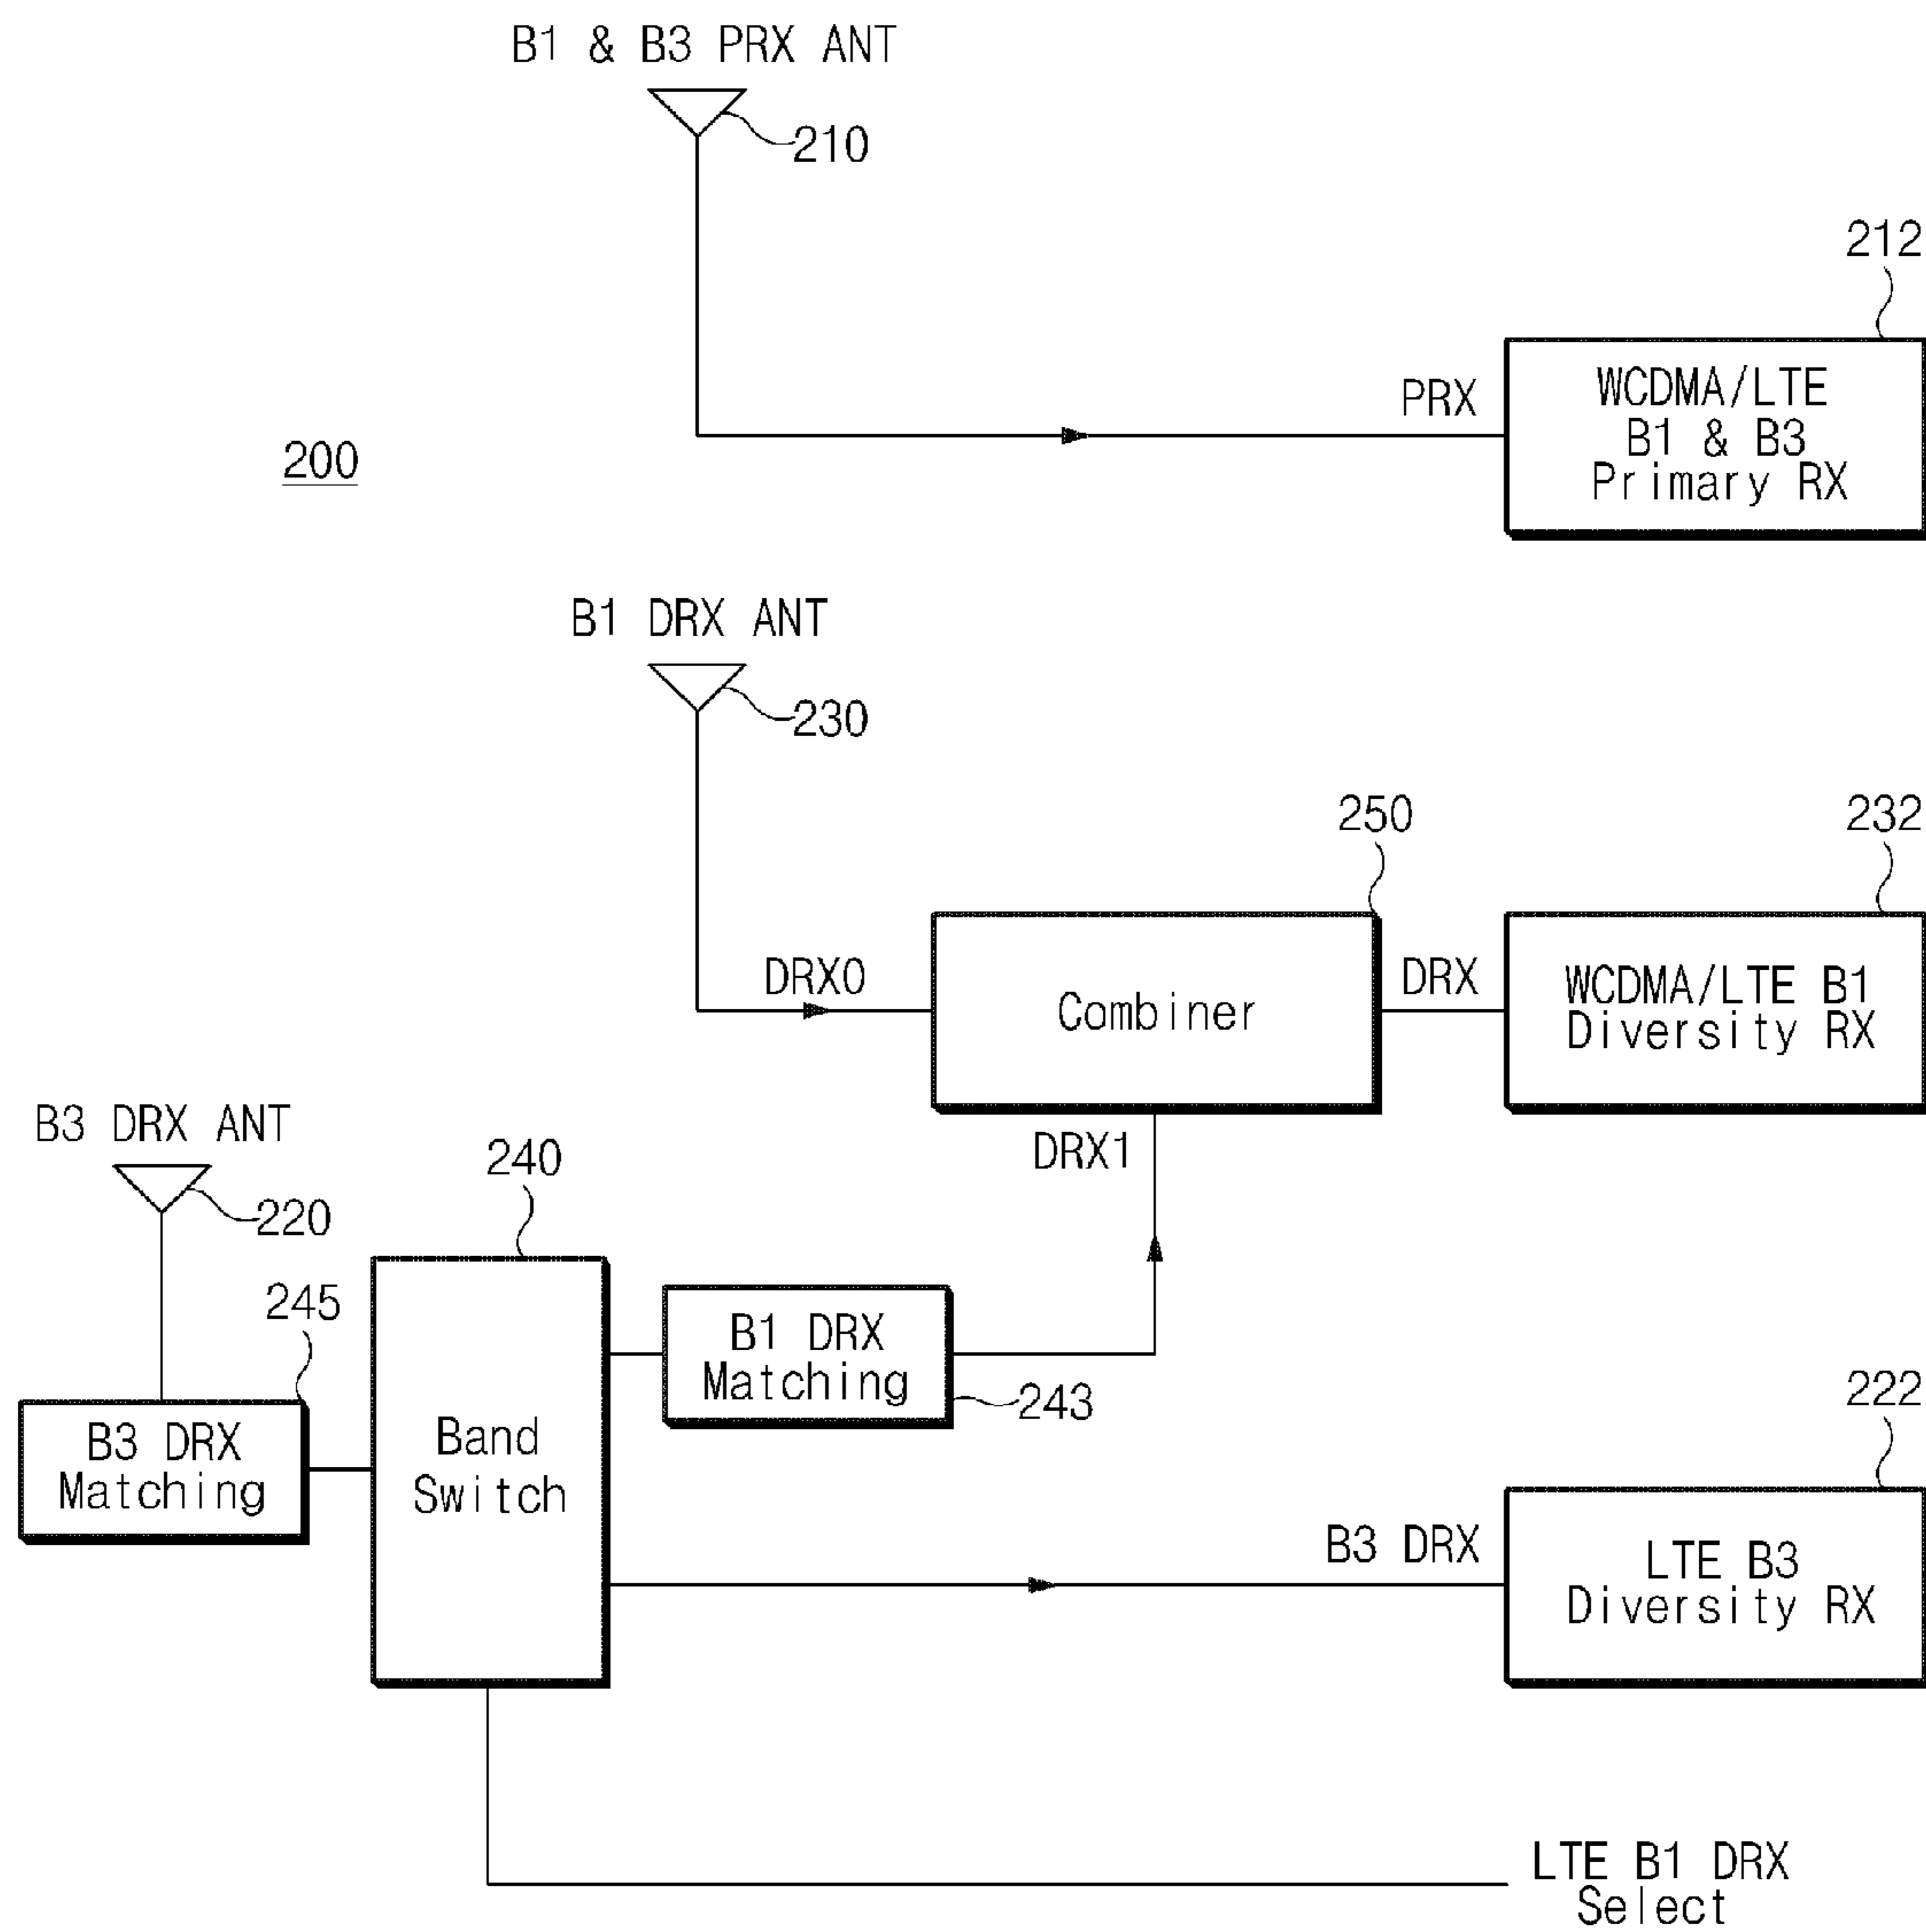 B1 & B3 PRX ANT
210
212
200
PRX
WCDMA/LTE
B1 & B3
Primary RX
B1 DRX ANT
230
250
232
DRX0
Combiner
DRX
WCDMA/LTE B1
Diversity RX
B3 DRX ANT
220
240
DRX1
245
B1 DRX
Matching
243
222
B3 DRX
Matching
Band
Switch
B3 DRX
LTE B3
Diversity RX
LTE B1 DRX
Select